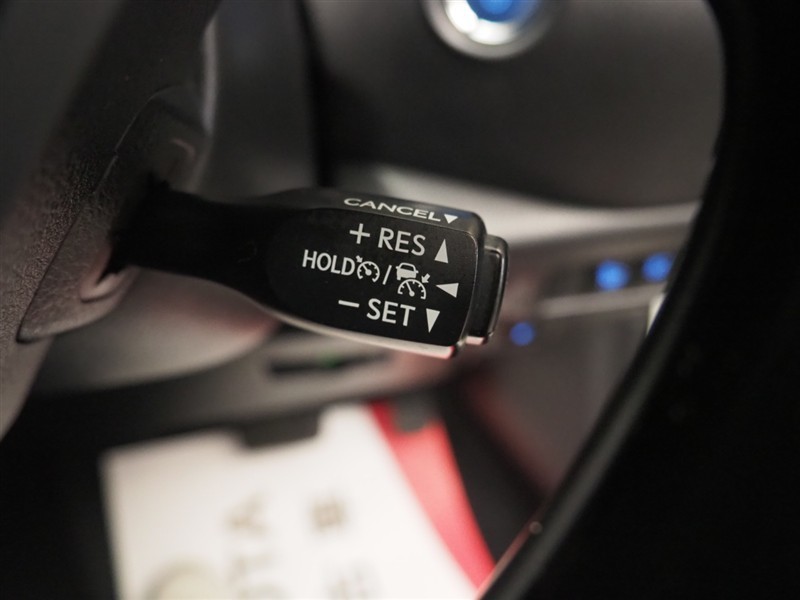 CANCEL▼
+ RES ▲
HOLD / ◀
− SET ▼